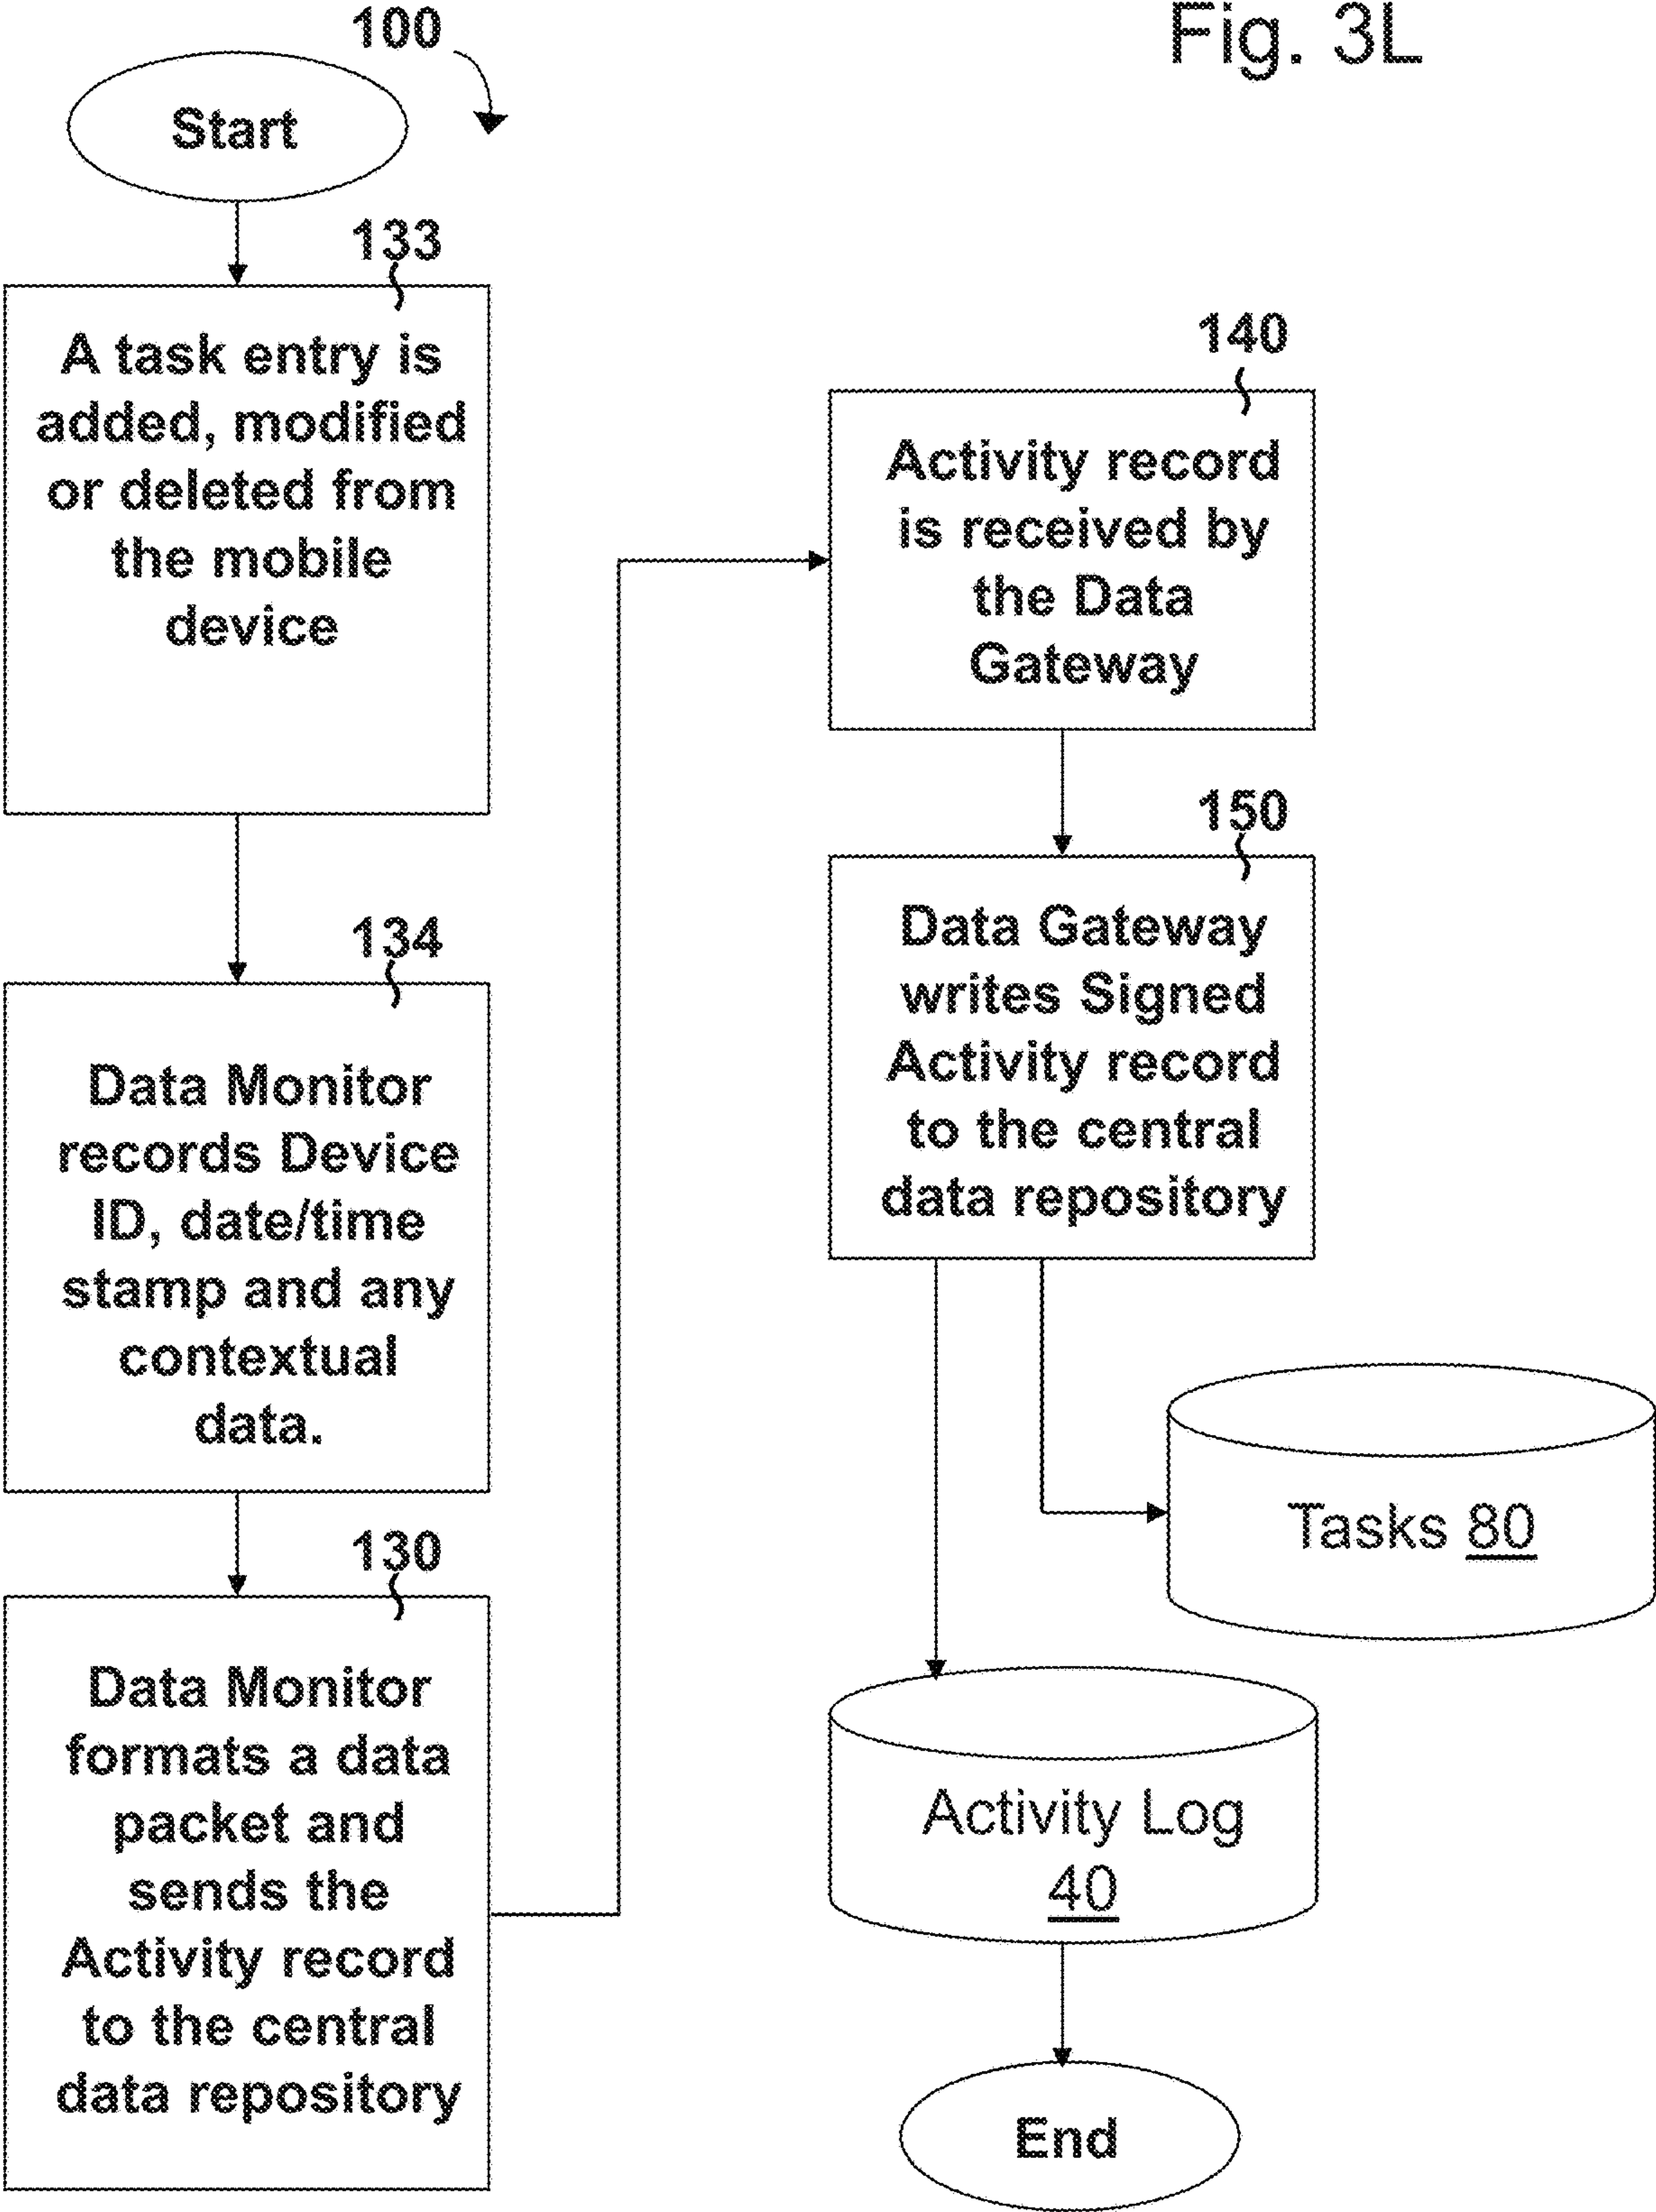 Fig. 3L
100
Start
133
A task entry is
added, modified
or deleted from
the mobile
device
134
Data Monitor
records Device
ID, date/time
stamp and any
contextual
data.
130
Data Monitor
formats a data
packet and
sends the
Activity record
to the central
data repository
140
Activity record
is received by
the Data
Gateway
150
Data Gateway
writes Signed
Activity record
to the central
data repository
Tasks 80
Activity Log
40
End